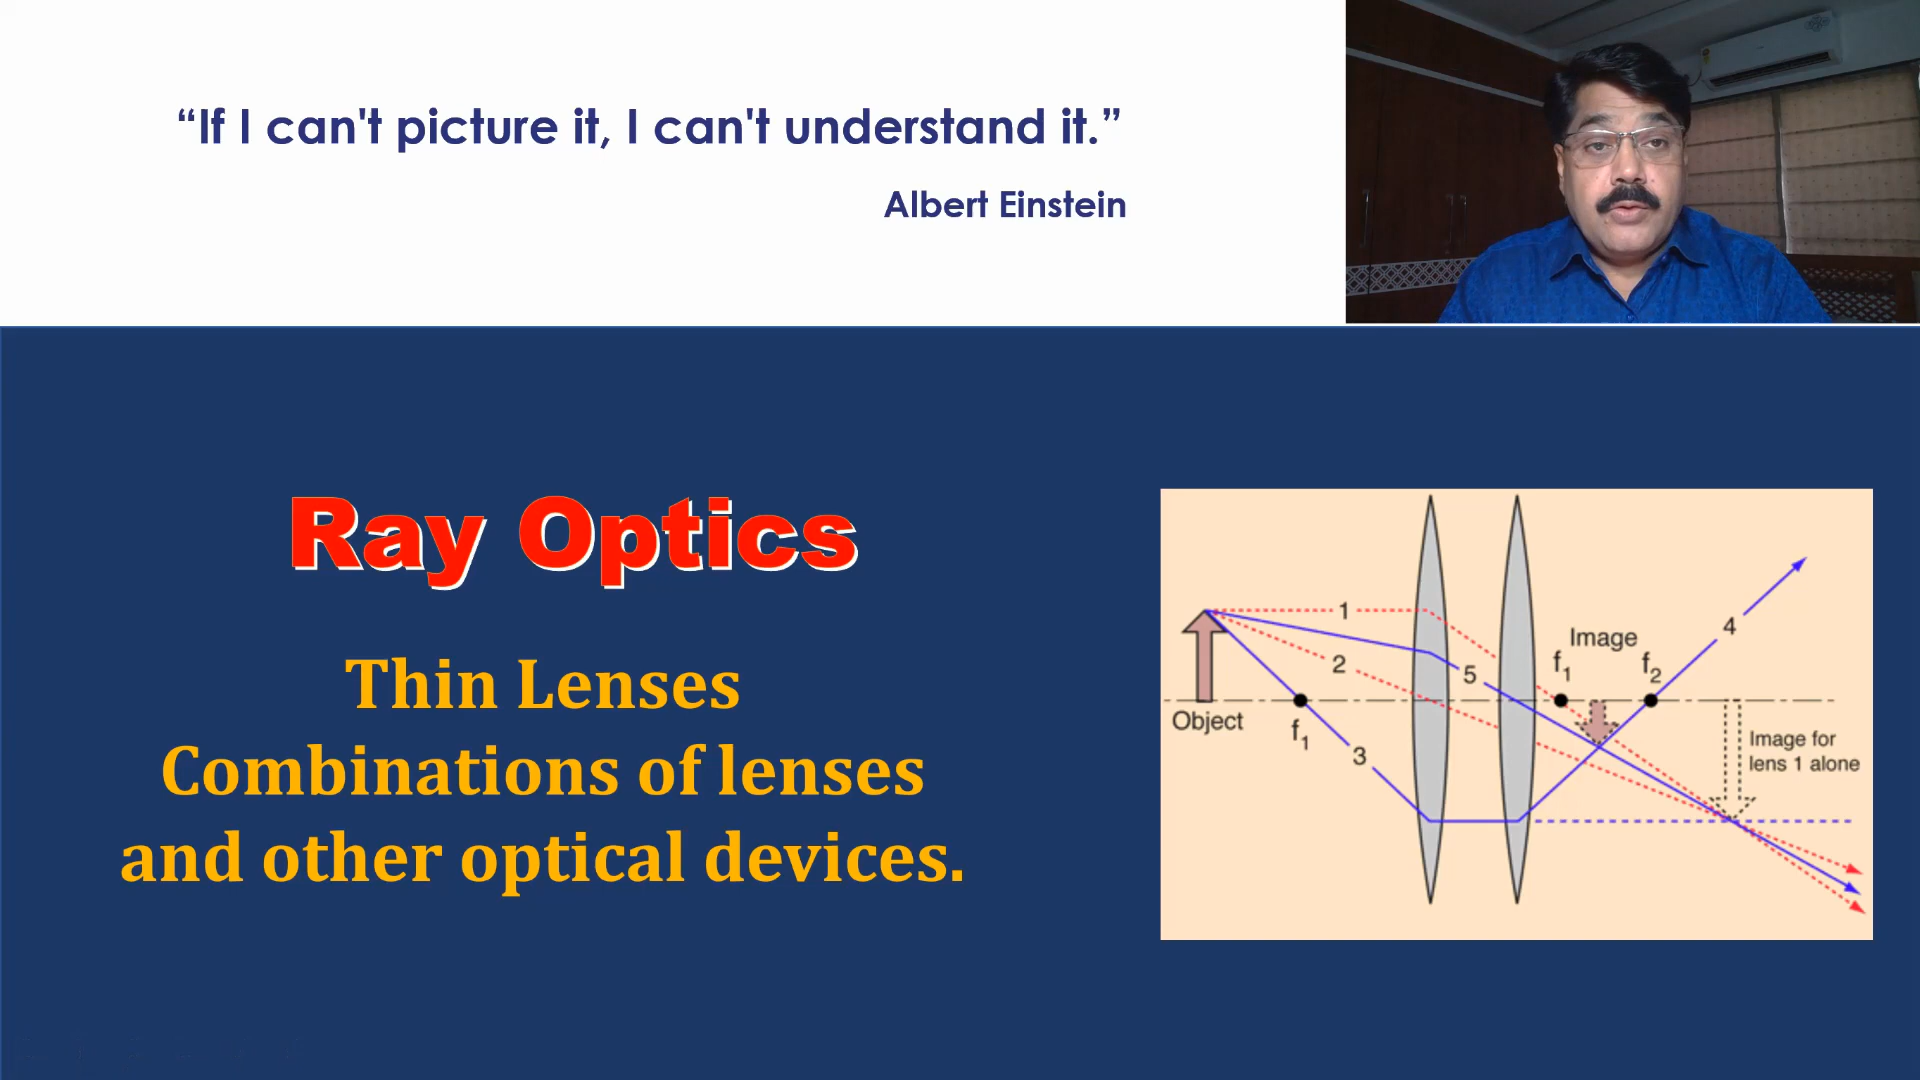 “If I can't picture it, I can't understand it.”
Albert Einstein
Ray Optics
Thin Lenses
Combinations of lenses
and other optical devices.
1
2
3
4
5
Object
f1
f1
Image
f2
Image for
lens 1 alone